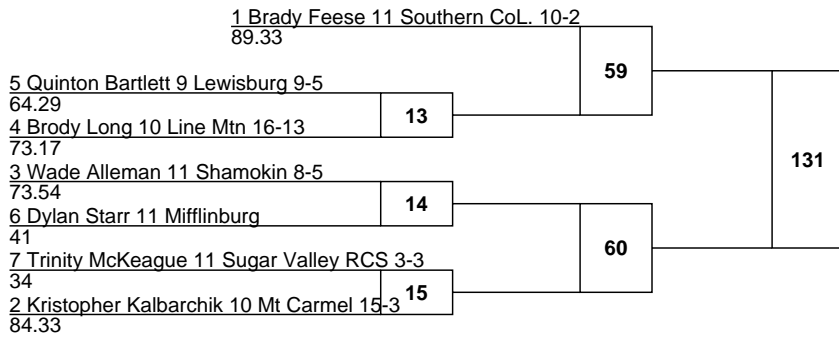 1 Brady Feese 11 Southern CoL. 10-2
89.33
59
5 Quinton Bartlett 9 Lewisburg 9-5
64.29
13
4 Brody Long 10 Line Mtn 16-13
73.17
131
3 Wade Alleman 11 Shamokin 8-5
73.54
14
6 Dylan Starr 11 Mifflinburg
41
60
7 Trinity McKeague 11 Sugar Valley RCS 3-3
34
15
2 Kristopher Kalbarchik 10 Mt Carmel 15-3
84.33